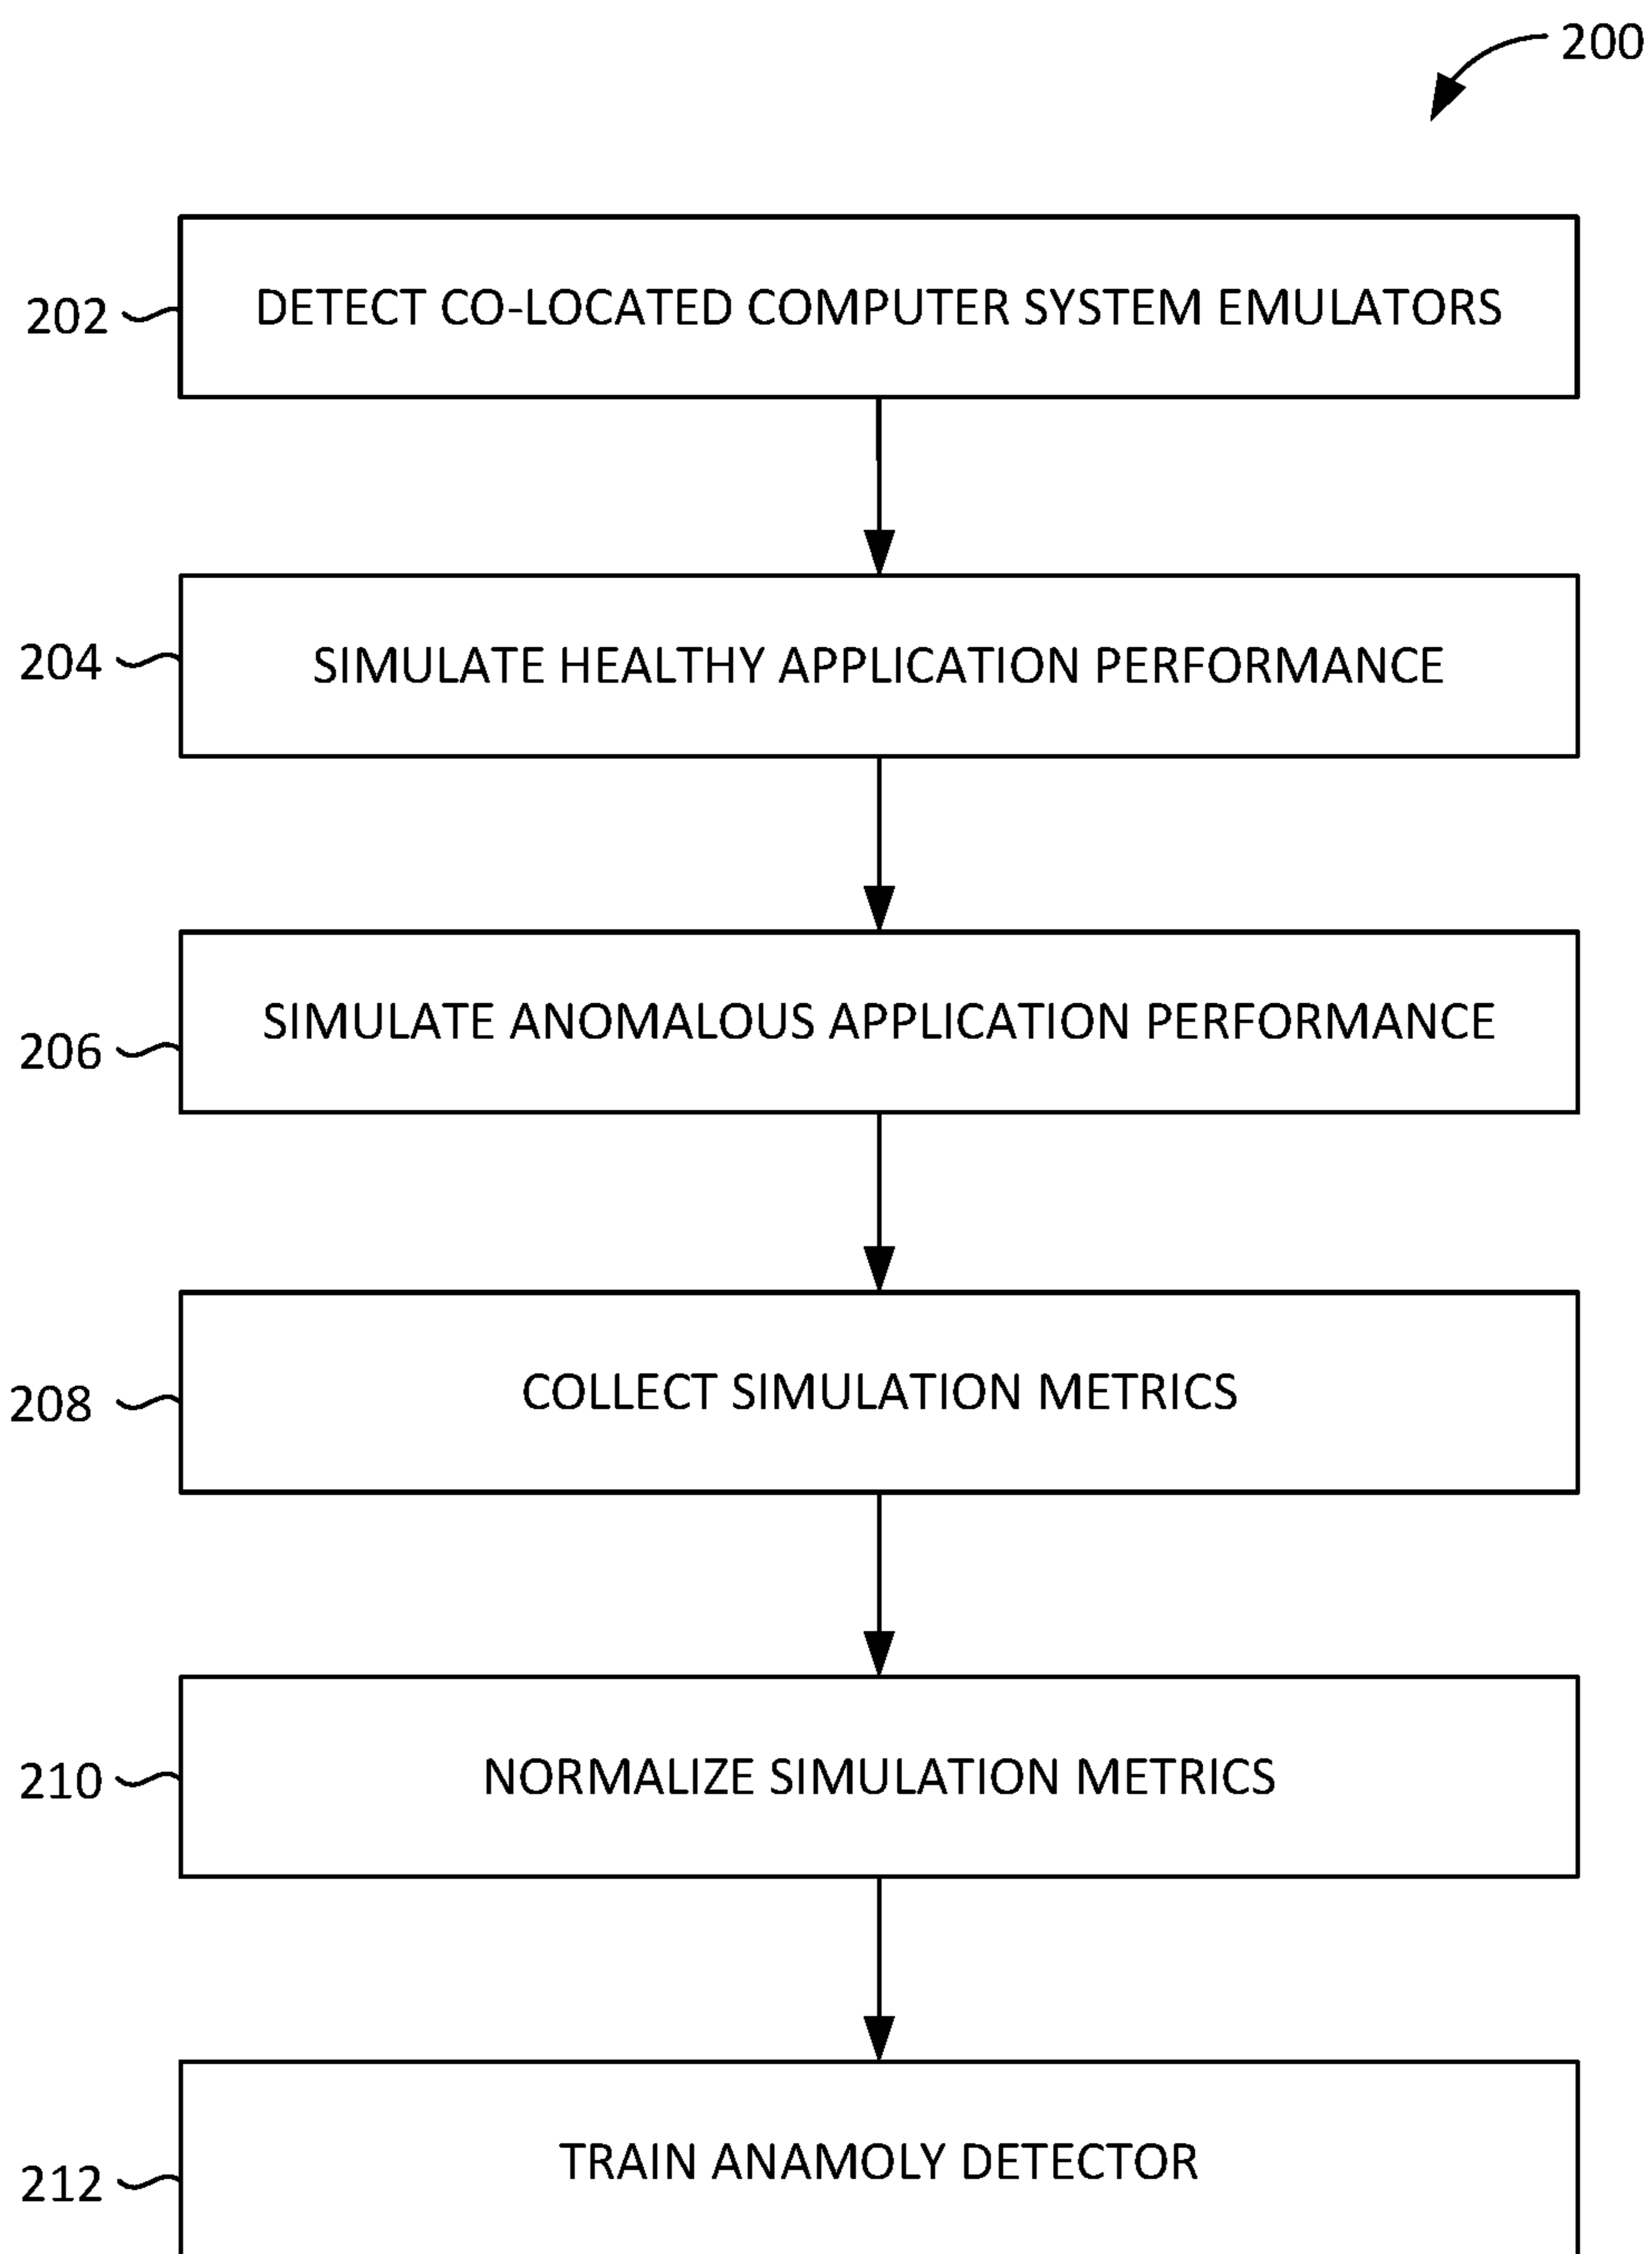 200
202 DETECT CO-LOCATED COMPUTER SYSTEM EMULATORS
204 SIMULATE HEALTHY APPLICATION PERFORMANCE
206 SIMULATE ANOMALOUS APPLICATION PERFORMANCE
208 COLLECT SIMULATION METRICS
210 NORMALIZE SIMULATION METRICS
212 TRAIN ANAMOLY DETECTOR